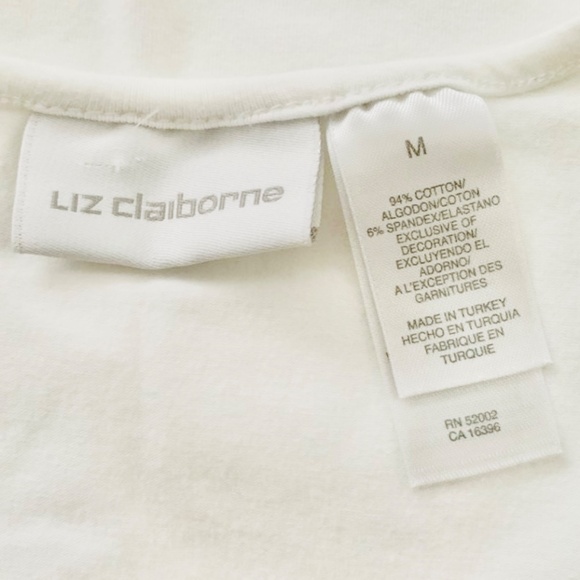 LIZ claiborne
M
94% COTTON/
ALGODON/COTON
6% SPANDEX/ELASTANO
EXCLUSIVE OF
DECORATION/
EXCLUYENDO EL
ADORNO/
A L'EXCEPTION DES
GARNITURES
MADE IN TURKEY
HECHO EN TURQUIA
FABRIQUE EN
TURQUIE
RN 52002
CA 16396